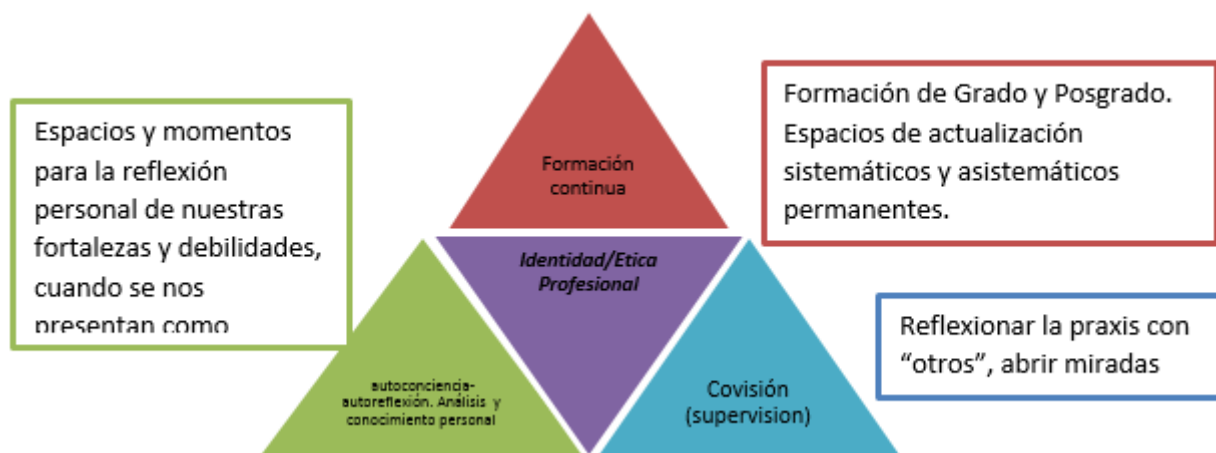 Espacios y momentos
para la reflexión
personal de nuestras
fortalezas y debilidades,
cuando se nos
presentan como
Formación
continua
Formación de Grado y Posgrado.
Espacios de actualización
sistemáticos y asistemáticos
permanentes.
Identidad/Etica
Profesional
autoconciencia-
autoreflexión. Análisis y
conocimiento personal
Covisión
(supervision)
Reflexionar la praxis con
“otros”, abrir miradas